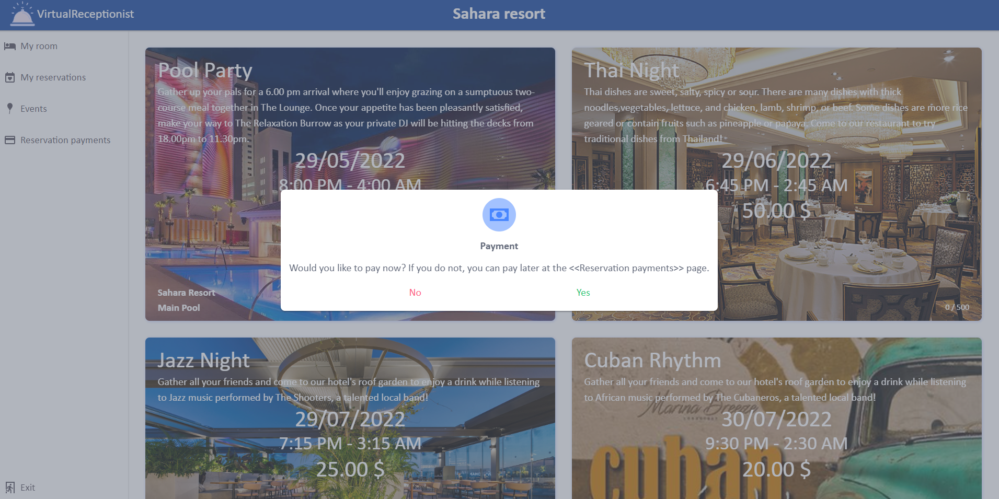 VirtualReceptionist
Sahara resort
My room
My reservations
Events
Reservation payments
Exit
Pool Party
Gather up your pals for a 6.00 pm arrival where you'll enjoy grazing on a sumptuous two-
course meal together in The Lounge. Once your appetite has been pleasantly satisfied,
make your way to The Relaxation Burrow as your private DJ will be hitting the decks from
18.00pm to 11.30pm.
29/05/2022
8:00 PM - 4:00 AM
Sahara Resort
Main Pool
Thai Night
Thai dishes are sweet, salty, spicy or sour. There are many dishes with thick
noodles,vegetables, lettuce, and chicken, lamb, shrimp, or beef. Some dishes are more rice
geared or contain fruits such as pineapple or papaya. Come to our restaurant to try
traditional dishes from Thailand!
29/06/2022
6:45 PM - 2:45 AM
50.00 $
0 / 500
Payment
Would you like to pay now? If you do not, you can pay later at the <<Reservation payments>> page.
No
Yes
Jazz Night
Gather all your friends and come to our hotel's roof garden to enjoy a drink while listening
to Jazz music performed by The Shooters, a talented local band!
29/07/2022
7:15 PM - 3:15 AM
25.00 $
Cuban Rhythm
Gather all your friends and come to our hotel's roof garden to enjoy a drink while listening
to African music performed by The Cubaneros, a talented local band!
Marina Breeze
30/07/2022
9:30 PM - 2:30 AM
20.00 $
cuban